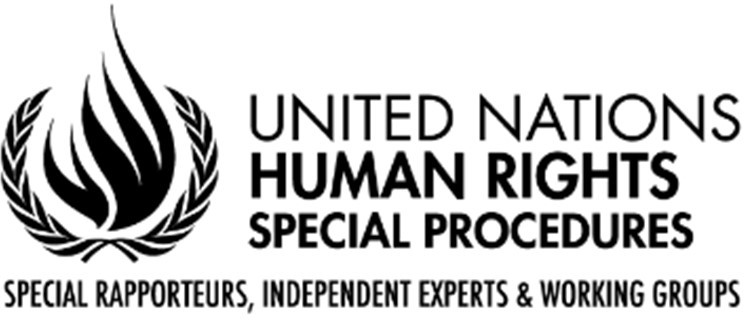 UNITED NATIONS
HUMAN RIGHTS
SPECIAL PROCEDURES
SPECIAL RAPPORTEURS, INDEPENDENT EXPERTS & WORKING GROUPS